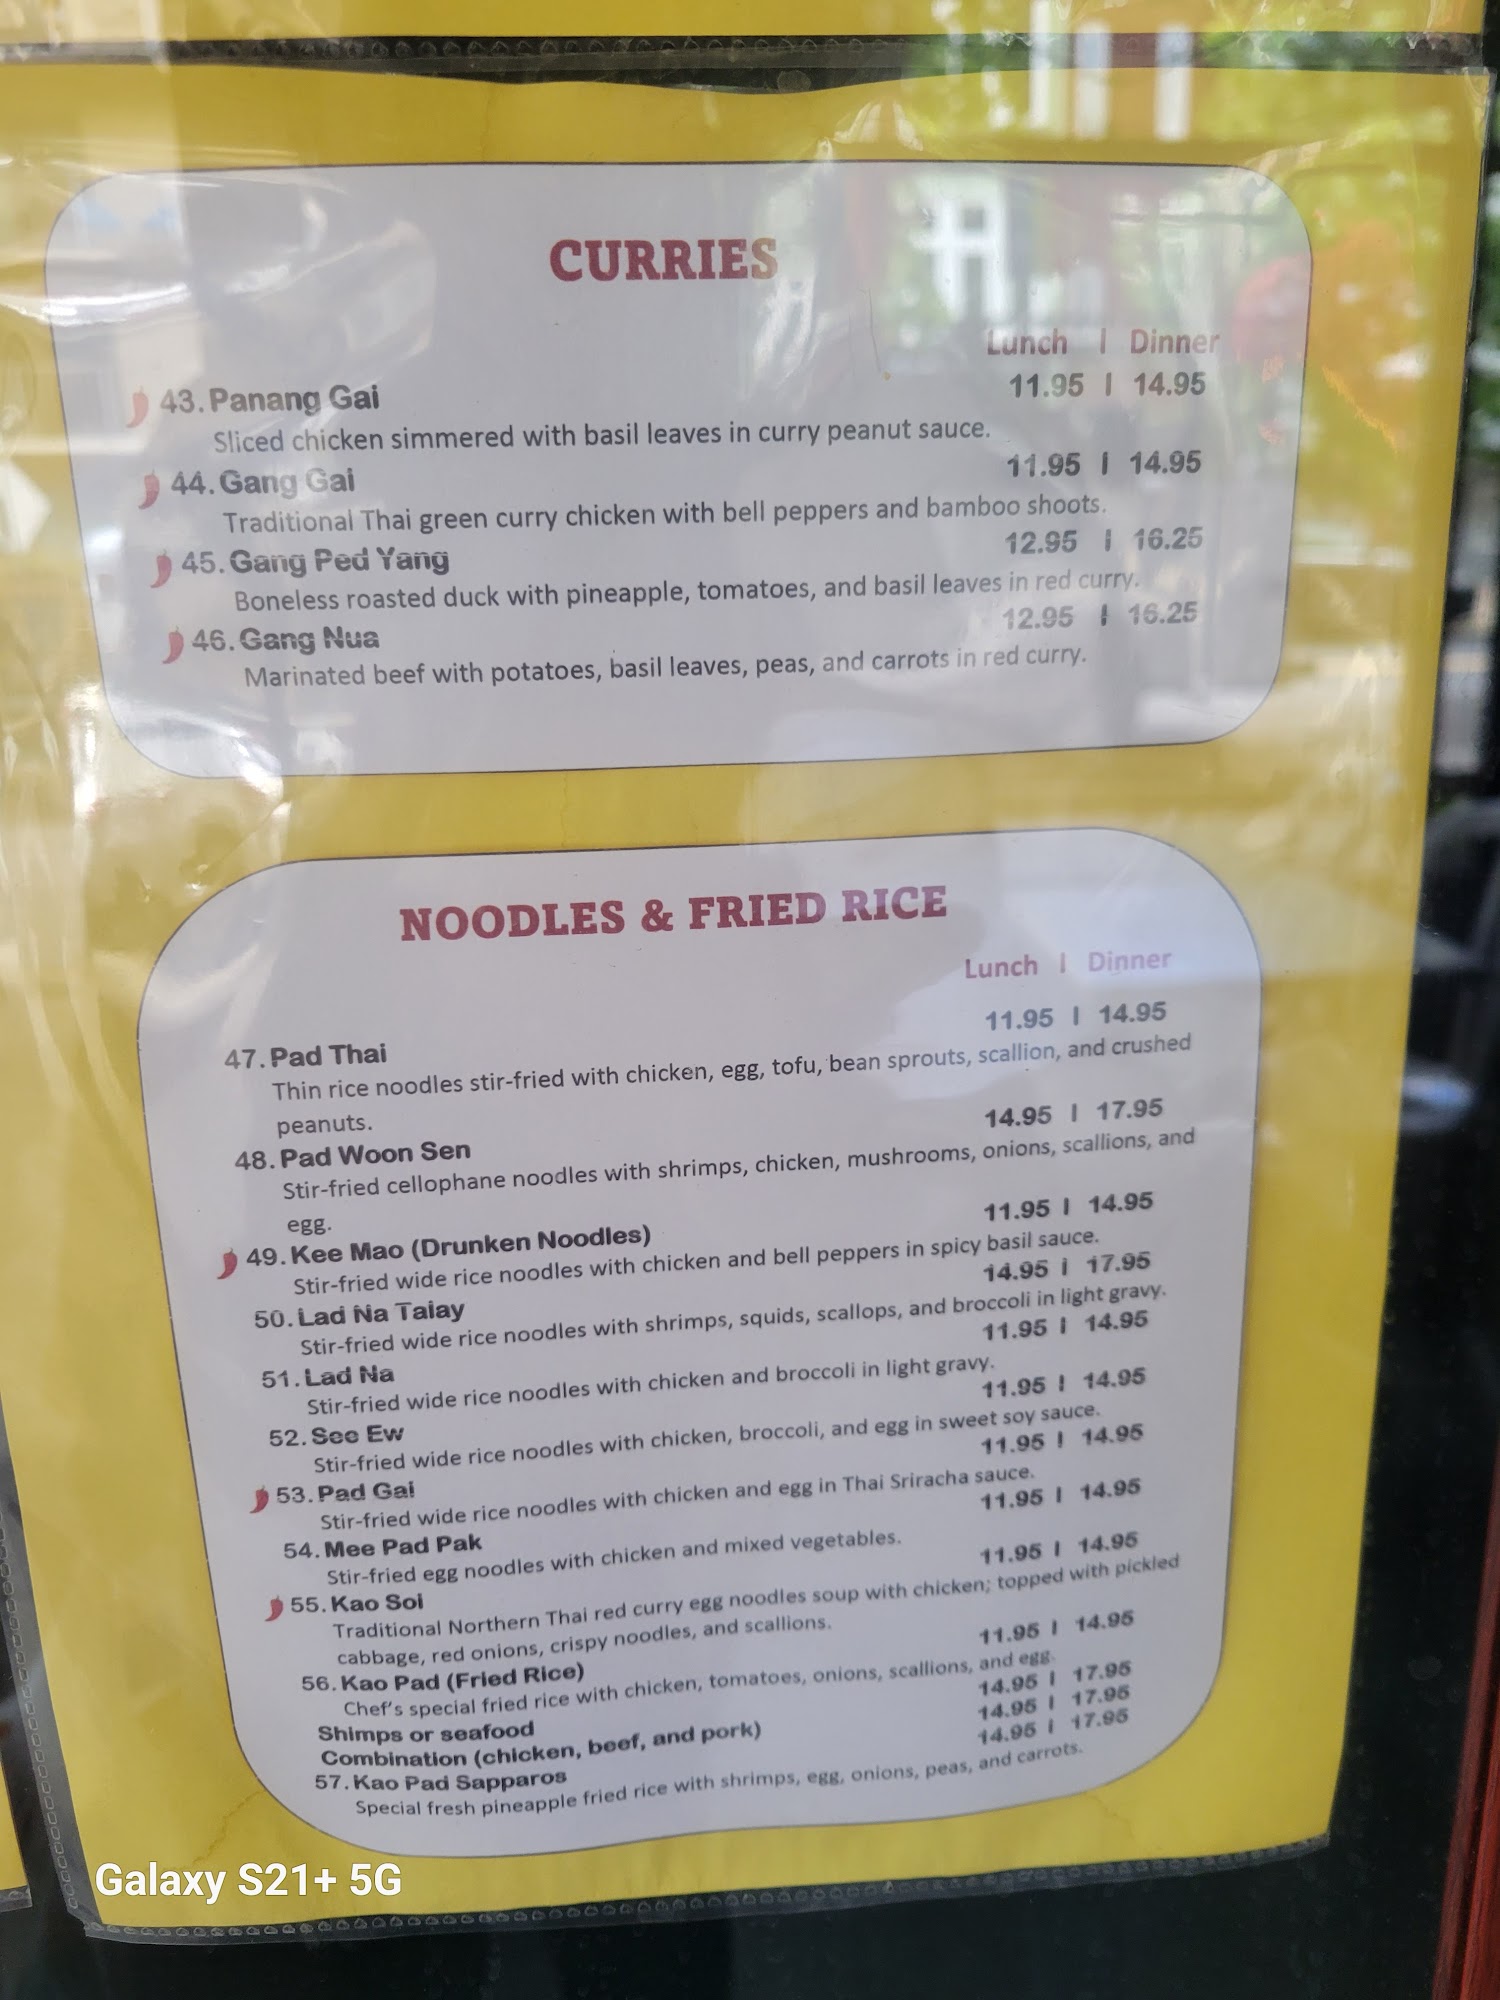 CURRIES
Lunch | Dinner
43. Panang Gai 11.95 | 14.95
Sliced chicken simmered with basil leaves in curry peanut sauce.
44. Gang Gai 11.95 | 14.95
Traditional Thai green curry chicken with bell peppers and bamboo shoots.
45. Gang Ped Yang 12.95 | 16.25
Boneless roasted duck with pineapple, tomatoes, and basil leaves in red curry.
46. Gang Nua 12.95 | 16.25
Marinated beef with potatoes, basil leaves, peas, and carrots in red curry.
NOODLES & FRIED RICE
Lunch | Dinner
47. Pad Thai 11.95 | 14.95
Thin rice noodles stir-fried with chicken, egg, tofu, bean sprouts, scallion, and crushed
peanuts.
48. Pad Woon Sen 14.95 | 17.95
Stir-fried cellophane noodles with shrimps, chicken, mushrooms, onions, scallions, and
egg.
49. Kee Mao (Drunken Noodles) 11.95 | 14.95
Stir-fried wide rice noodles with chicken and bell peppers in spicy basil sauce.
50. Lad Na Talay 14.95 | 17.95
Stir-fried wide rice noodles with shrimps, squids, scallops, and broccoli in light gravy.
51. Lad Na 11.95 | 14.95
Stir-fried wide rice noodles with chicken and broccoli in light gravy.
52. See Ew 11.95 | 14.95
Stir-fried wide rice noodles with chicken, broccoli, and egg in sweet soy sauce.
53. Pad Gai 11.95 | 14.95
Stir-fried wide rice noodles with chicken and egg in Thai Sriracha sauce.
54. Mee Pad Pak 11.95 | 14.95
Stir-fried egg noodles with chicken and mixed vegetables.
55. Kao Soi 11.95 | 14.95
Traditional Northern Thai red curry egg noodles soup with chicken; topped with pickled
cabbage, red onions, crispy noodles, and scallions.
56. Kao Pad (Fried Rice) 11.95 | 14.95
Chef's special fried rice with chicken, tomatoes, onions, scallions, and egg.
Shimps or seafood 14.95 | 17.95
Combination (chicken, beef, and pork) 14.95 | 17.95
57. Kao Pad Sapparos 14.95 | 17.95
Special fresh pineapple fried rice with shrimps, egg, onions, peas, and carrots.
Galaxy S21+ 5G